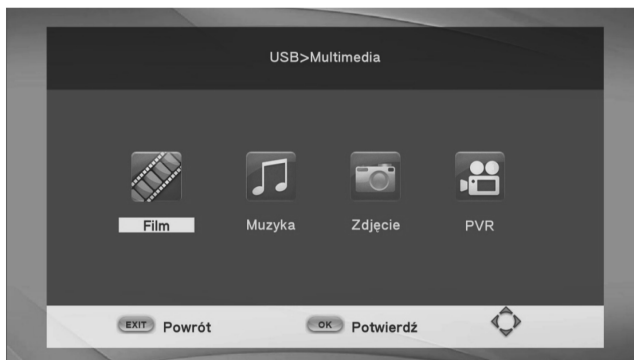 USB>Multimedia
Film Muzyka Zdjęcie PVR
EXIT Powrót OK Potwierdź